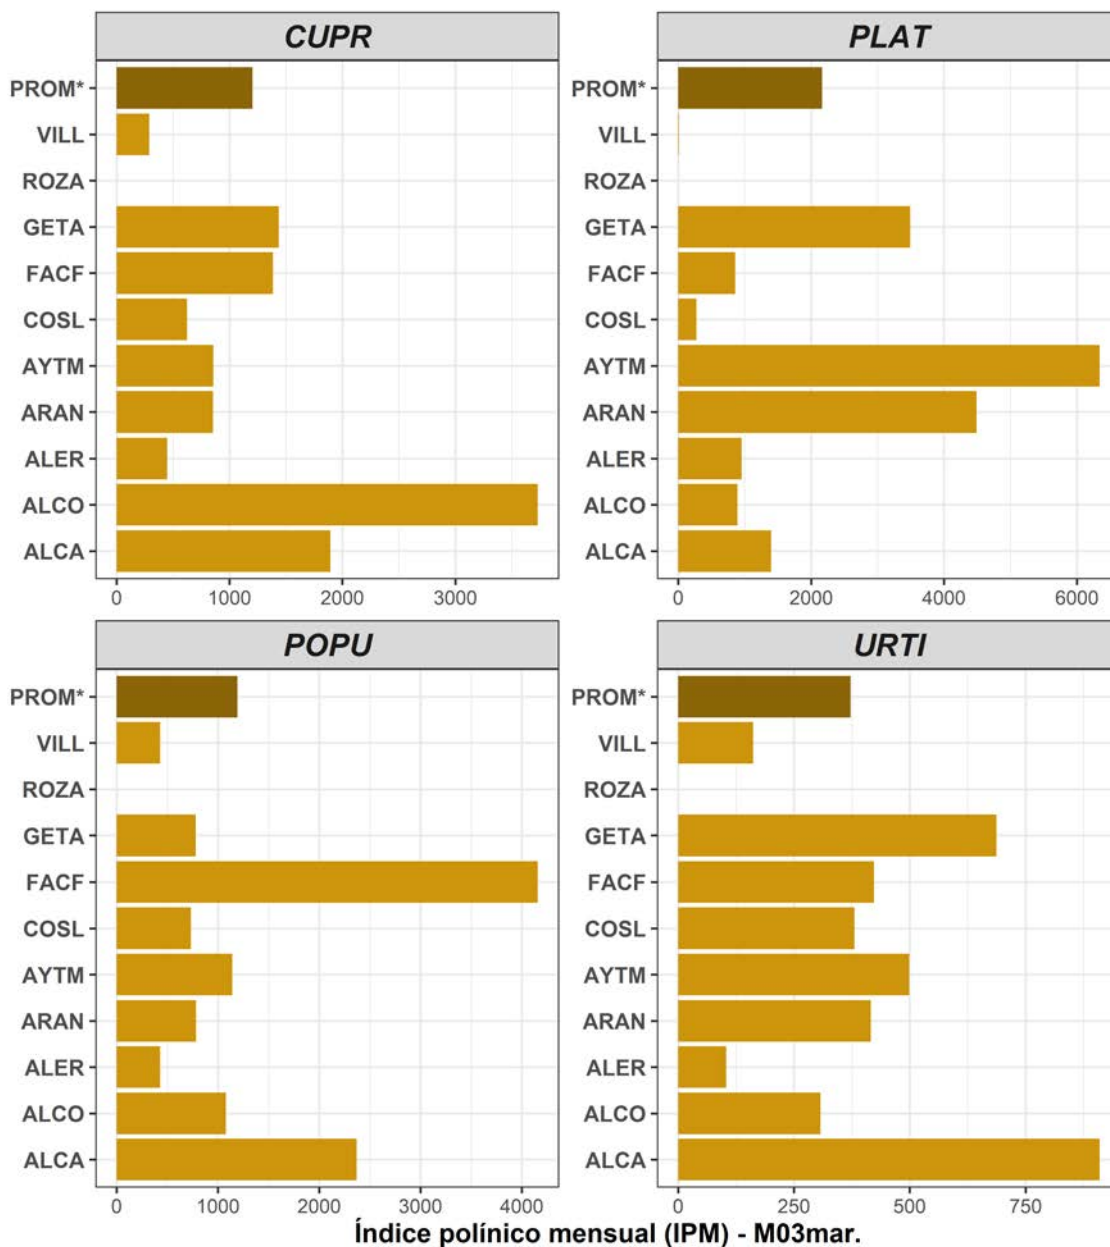 CUPR
PROM*
VILL
ROZA
GETA
FACF
COSL
AYTM
ARAN
ALER
ALCO
ALCA
0 1000 2000 3000
PLAT
PROM*
VILL
ROZA
GETA
FACF
COSL
AYTM
ARAN
ALER
ALCO
ALCA
0 2000 4000 6000
POPU
PROM*
VILL
ROZA
GETA
FACF
COSL
AYTM
ARAN
ALER
ALCO
ALCA
0 1000 2000 3000 4000
URTI
PROM*
VILL
ROZA
GETA
FACF
COSL
AYTM
ARAN
ALER
ALCO
ALCA
0 250 500 750
Índice polínico mensual (IPM) - M03mar.